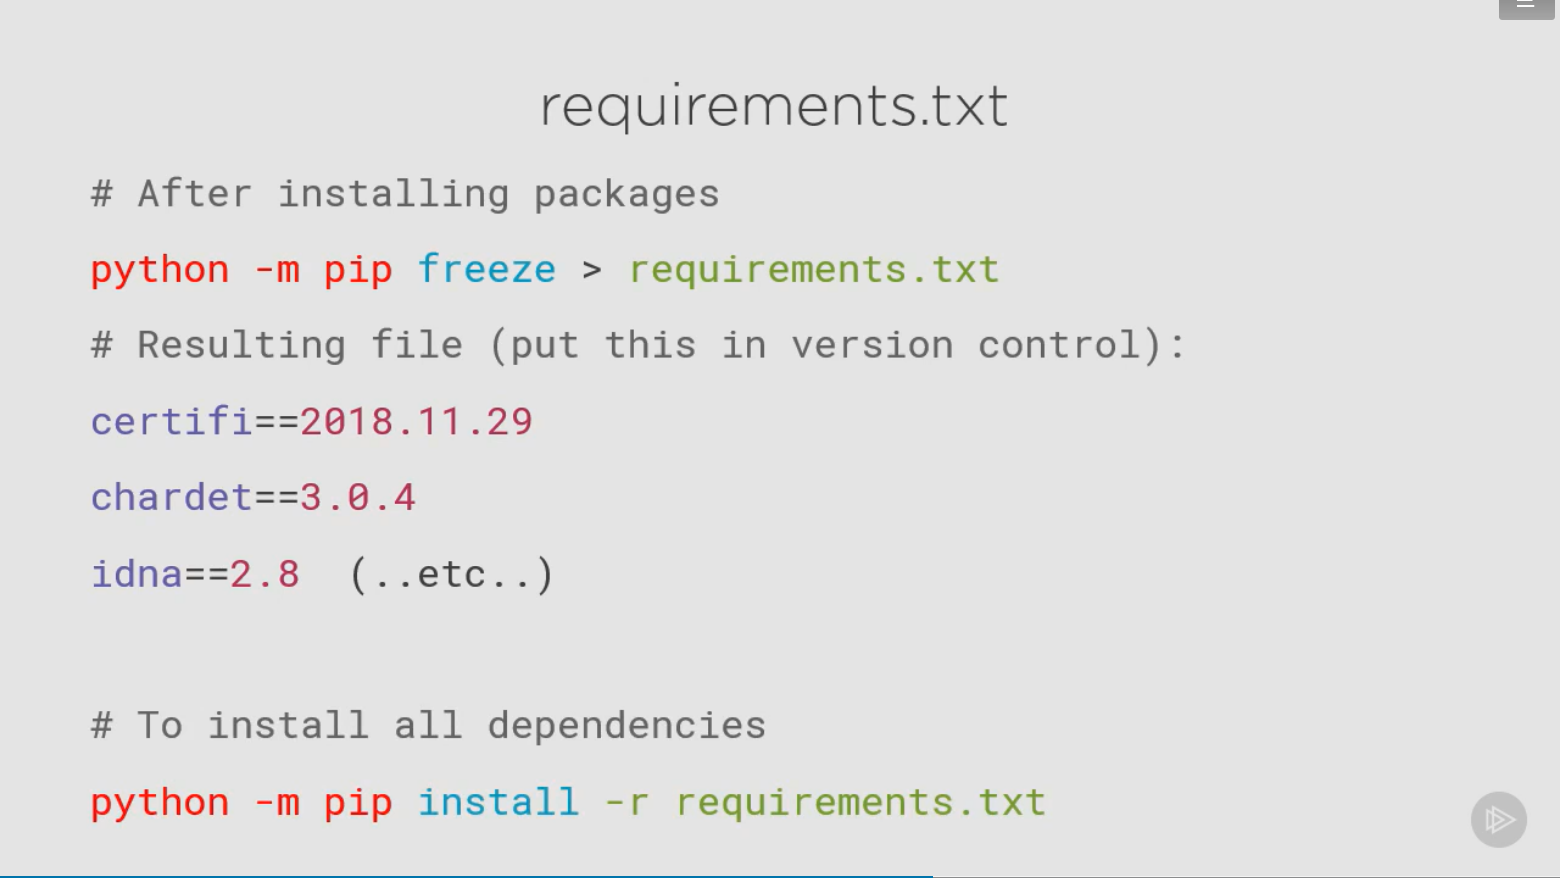 requirements.txt
# After installing packages
python -m pip freeze > requirements.txt
# Resulting file (put this in version control):
certifi==2018.11.29
chardet==3.0.4
idna==2.8  (..etc..)
# To install all dependencies
python -m pip install -r requirements.txt